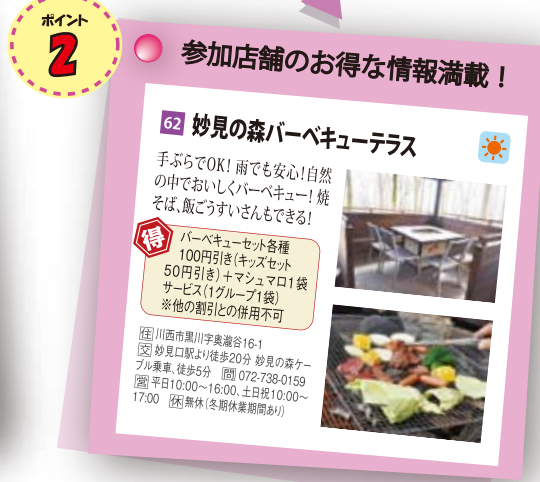 ポイント
2
参加店舗のお得な情報満載！
62 妙見の森バーベキューテラス
手ぶらでOK！雨でも安心！自然
の中でおいしくバーベキュー！焼
そば、飯ごうすいさんもできる！
得
バーベキューセット各種
100円引き（キッズセット
50円引き）＋マシュマロ1袋
サービス（1グループ1袋）
※他の割引との併用不可
住 川西市黒川字奥瀧谷16-1
交 妙見口駅より徒歩20分 妙見の森ケー
ブル乗車、徒歩5分 問 072-738-0159
営 平日10:00〜16:00、土日祝10:00〜
17:00 休 無休（冬期休業期間あり）